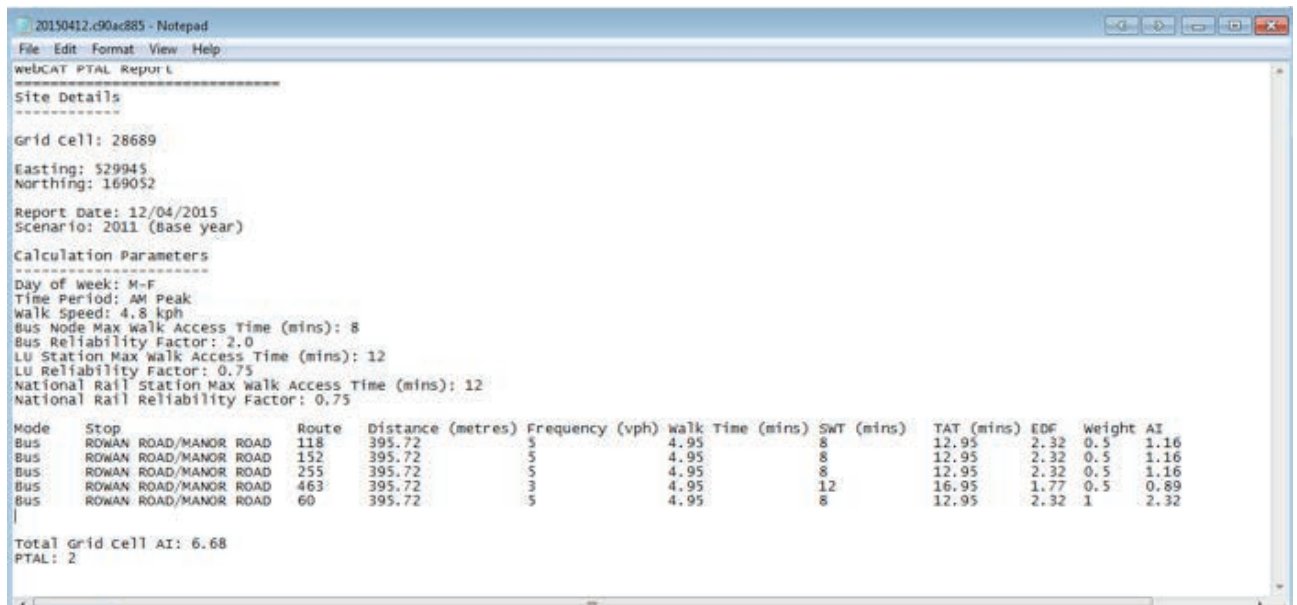 20150412.c90ac885 - Notepad
File Edit Format View Help
WebCAT PTAL Report
==============================
Site Details
------------
Grid Cell: 28689
Easting: 529945
Northing: 169052
Report Date: 12/04/2015
Scenario: 2011 (Base year)
Calculation Parameters
----------------------
Day of Week: M-F
Time Period: AM Peak
Walk Speed: 4.8 kph
Bus Node Max Walk Access Time (mins): 8
Bus Reliability Factor: 2.0
LU Station Max Walk Access Time (mins): 12
LU Reliability Factor: 0.75
National Rail Station Max Walk Access Time (mins): 12
National Rail Reliability Factor: 0.75
Mode Stop Route Distance (metres) Frequency (vph) Walk Time (mins) SWT (mins) TAT (mins) EDF Weight AI
Bus ROWAN ROAD/MANOR ROAD 118 395.72 5 4.95 8 12.95 2.32 0.5 1.16
Bus ROWAN ROAD/MANOR ROAD 152 395.72 5 4.95 8 12.95 2.32 0.5 1.16
Bus ROWAN ROAD/MANOR ROAD 255 395.72 5 4.95 8 12.95 2.32 0.5 1.16
Bus ROWAN ROAD/MANOR ROAD 463 395.72 3 4.95 12 16.95 1.77 0.5 0.89
Bus ROWAN ROAD/MANOR ROAD 60 395.72 5 4.95 8 12.95 2.32 1 2.32
Total Grid Cell AI: 6.68
PTAL: 2